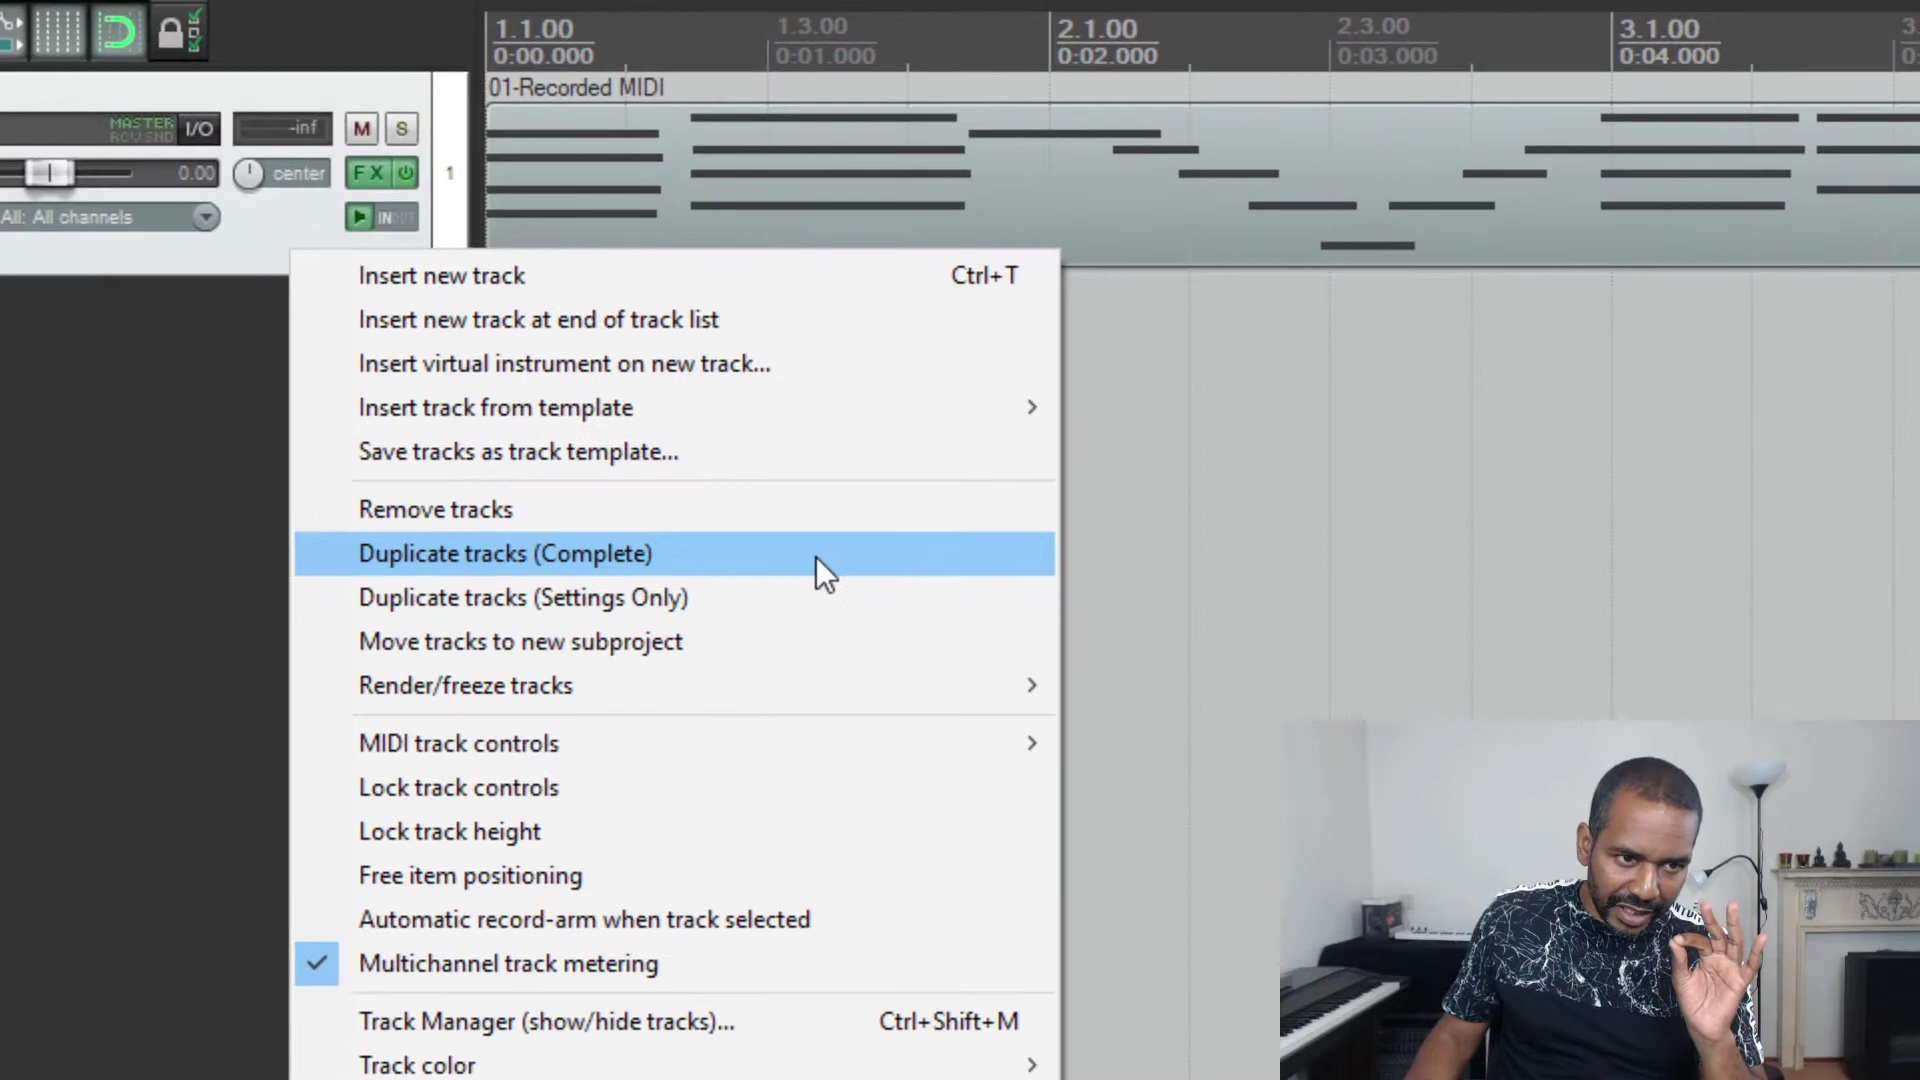 1.1.00 1.3.00 2.1.00 2.3.00 3.1.00 3.
0:00.000 0:01.000 0:02.000 0:03.000 0:04.000 0:
01-Recorded MIDI
MASTER
RCV SND
I/O -inf M S
0.00 center FX 1
All: All channels IN OUT
Insert new track Ctrl+T
Insert new track at end of track list
Insert virtual instrument on new track...
Insert track from template
Save tracks as track template...
Remove tracks
Duplicate tracks (Complete)
Duplicate tracks (Settings Only)
Move tracks to new subproject
Render/freeze tracks
MIDI track controls
Lock track controls
Lock track height
Free item positioning
Automatic record-arm when track selected
Multichannel track metering
Track Manager (show/hide tracks)... Ctrl+Shift+M
Track color